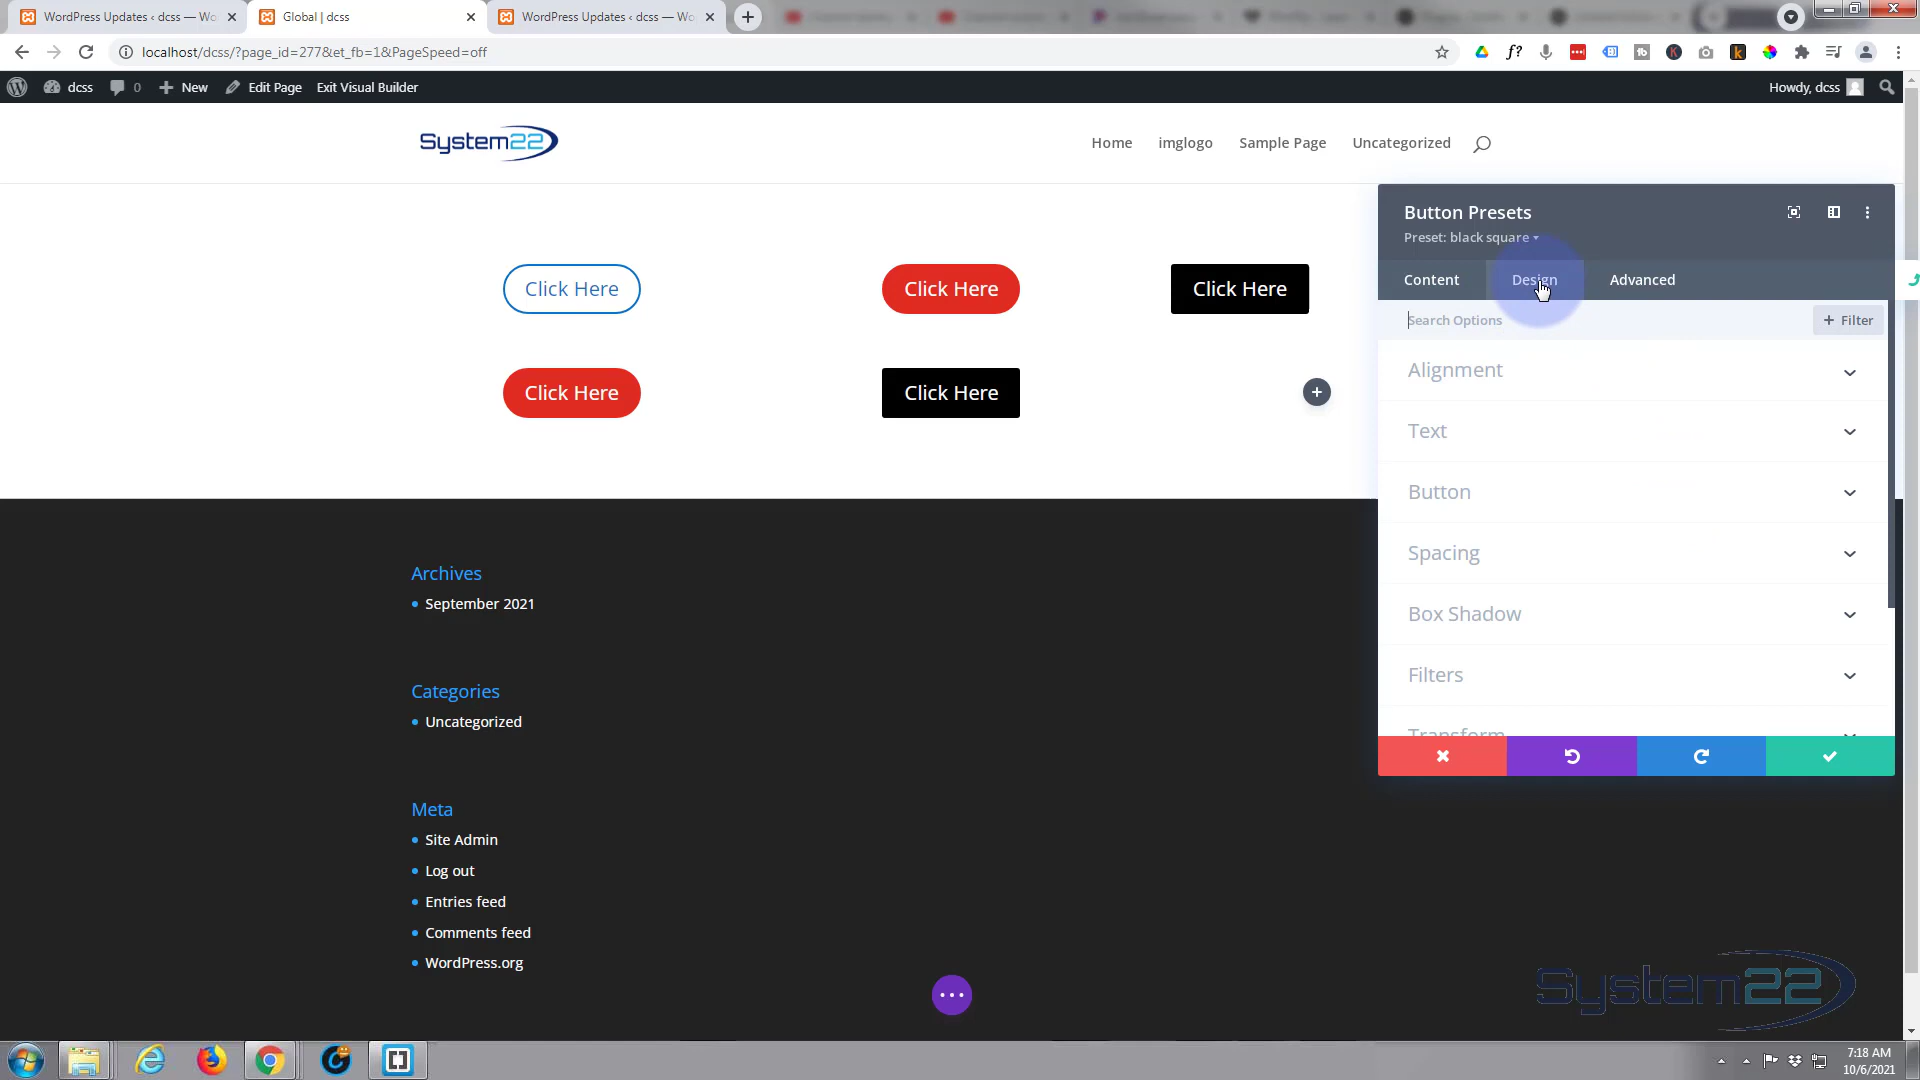 WordPress Updates ‹ dcss — Wo
Global | dcss
WordPress Updates ‹ dcss — Wo
localhost/dcss/?page_id=277&et_fb=1&PageSpeed=off
dcss
0
New
Edit Page
Exit Visual Builder
Howdy, dcss
System22
Home
imglogo
Sample Page
Uncategorized
Button Presets
Preset: black square
Content
Design
Advanced
Search Options
+ Filter
Alignment
Text
Button
Spacing
Box Shadow
Filters
Transform
Click Here
Click Here
Click Here
Click Here
Click Here
Archives
September 2021
Categories
Uncategorized
Meta
Site Admin
Log out
Entries feed
Comments feed
WordPress.org
System22
7:18 AM
10/6/2021